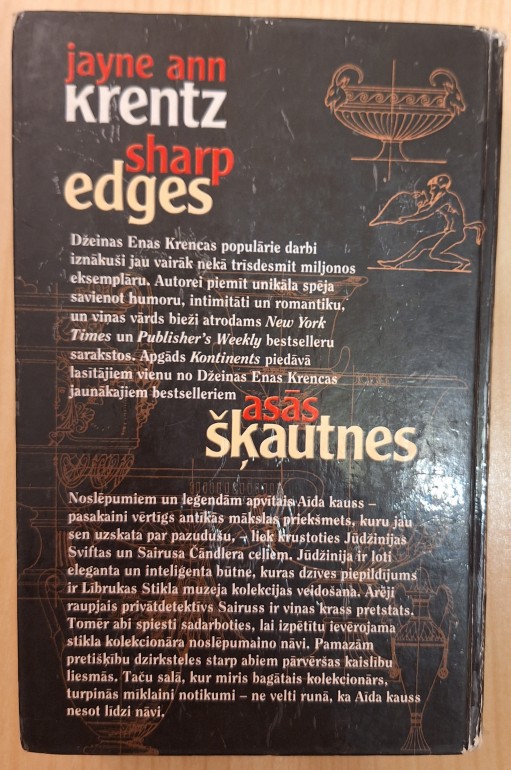 jayne ann
krentz
sharp
edges
Džeinas Enas Krencas populārie darbi
iznākuši jau vairāk nekā trīsdesmit miljonos
eksemplāru. Autorei piemīt unikāla spēja
savienot humoru, intimitāti un romantiku,
un viņas vārds bieži atrodams New York
Times un Publisher's Weekly bestselleru
sarakstos. Apgāds Kontinents piedāvā
lasītājiem vienu no Džeinas Enas Krencas
jaunākajiem bestselleriem
asās
šķautnes
Noslēpumiem un leģendām apvītais Aīda kauss –
pasakaini vērtīgs antīkās mākslas priekšmets, kuru jau
sen uzskata par pazudušu, – liek krustoties Jūdžinijas
Sviftas un Sairusa Čandlera ceļiem. Jūdžinija ir ļoti
eleganta un inteliģenta būtne, kuras dzīves piepildījums
ir Lībrukas Stikla muzeja kolekcijas veidošana. Ārēji
raupjais privātdetektīvs Sairuss ir viņas krass pretstats.
Tomēr abi spiesti sadarboties, lai izpētītu ievērojama
stikla kolekcionāra noslēpumaino nāvi. Pamazām
pretišķību dzirksteles starp abiem pārvēršas kaislību
liesmās. Taču salā, kur miris bagātais kolekcionārs,
turpinās mīklaini notikumi – ne velti runā, ka Aīda kauss
nesot līdzi nāvi.